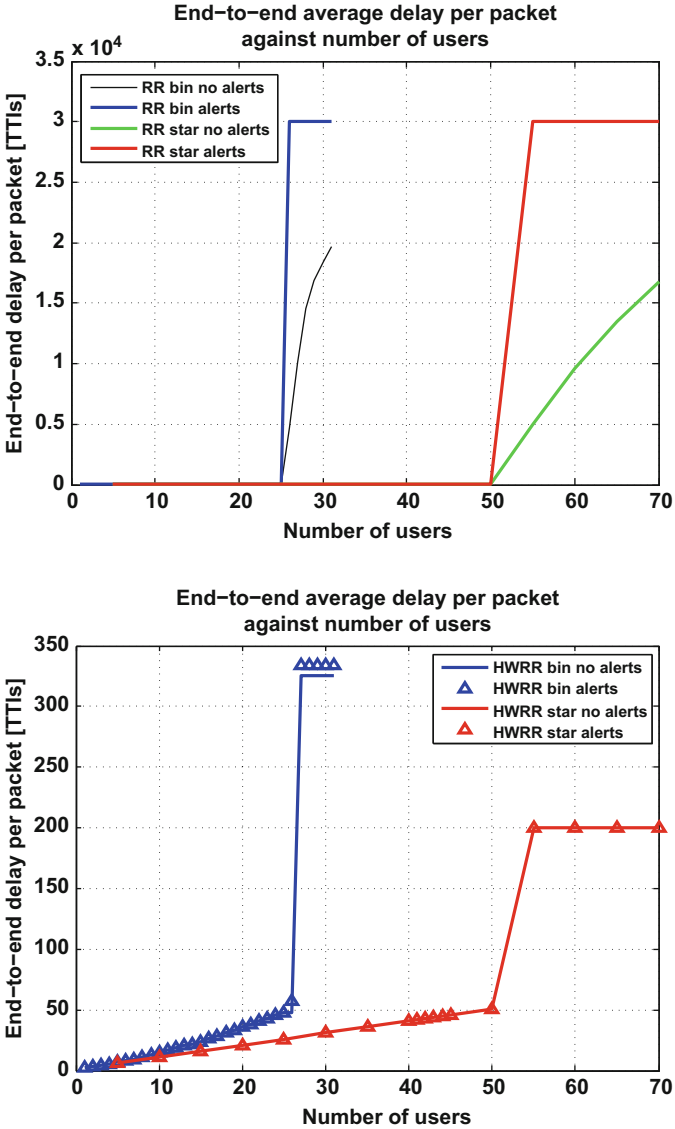 End−to−end average delay per packet
against number of users
x 10⁴
3.5
3
2.5
2
1.5
1
0.5
0
End−to−end delay per packet [TTIs]
RR bin no alerts
RR bin alerts
RR star no alerts
RR star alerts
0 10 20 30 40 50 60 70
Number of users
End−to−end average delay per packet
against number of users
350
300
250
200
150
100
50
0
End−to−end delay per packet [TTIs]
HWRR bin no alerts
HWRR bin alerts
HWRR star no alerts
HWRR star alerts
0 10 20 30 40 50 60 70
Number of users